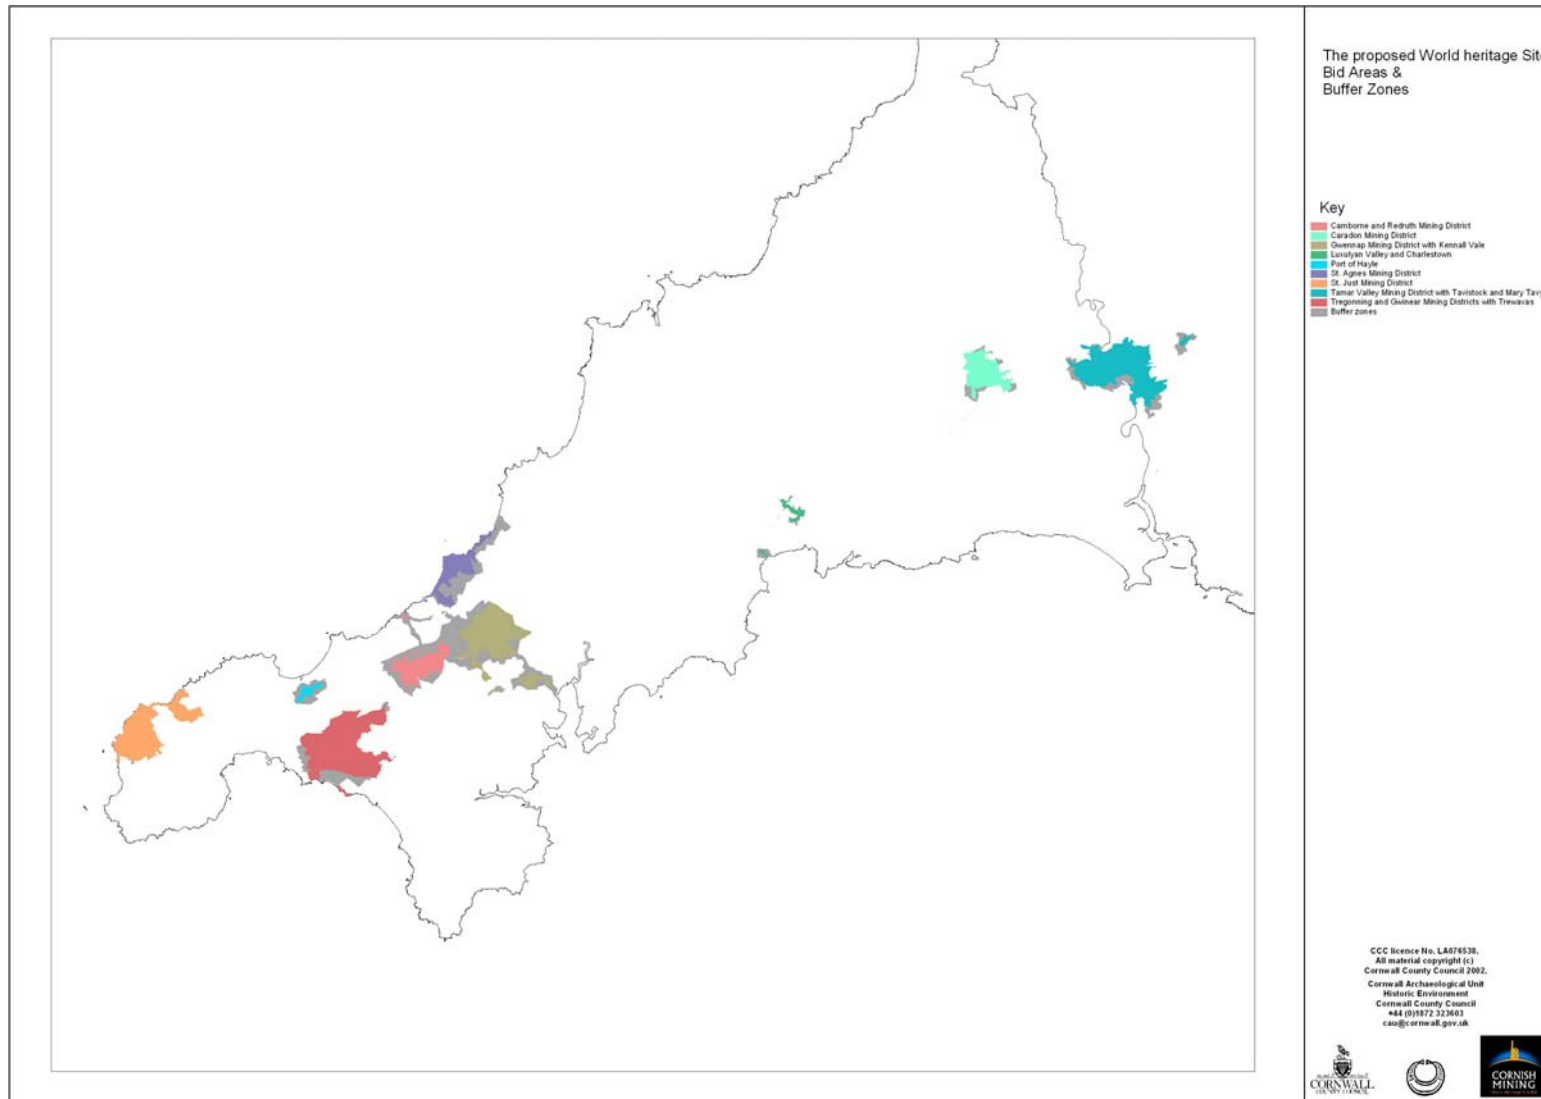 The proposed World heritage Site
Bid Areas &
Buffer Zones
Key
Camborne and Redruth Mining District
Caradon Mining District
Gwennap Mining District with Kennall Vale
Luxulyan Valley and Charlestown
Port of Hayle
St. Agnes Mining District
St. Just Mining District
Tamar Valley Mining District with Tavistock and Mary Tavy
Tregonning and Gwinear Mining Districts with Trewavas
Buffer zones
CCC licence No. LA076538.
All material copyright (c)
Cornwall County Council 2002.
Cornwall Archaeological Unit
Historic Environment
Cornwall County Council
+44 (0)1872 323603
cau@cornwall.gov.uk
CORNWALL
COUNTY COUNCIL
CORNISH
MINING